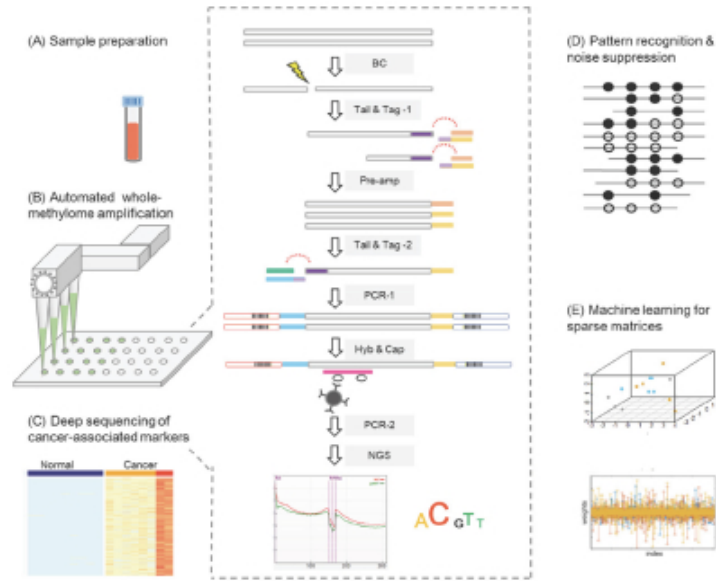 (A) Sample preparation
(B) Automated whole-
methylome amplification
(C) Deep sequencing of
cancer-associated markers
Normal
Cancer
BC
Tail & Tag -1
Pre-amp
Tail & Tag -2
PCR-1
Hyb & Cap
PCR-2
NGS
A C G T T
(D) Pattern recognition &
noise suppression
(E) Machine learning for
sparse matrices
weights
index